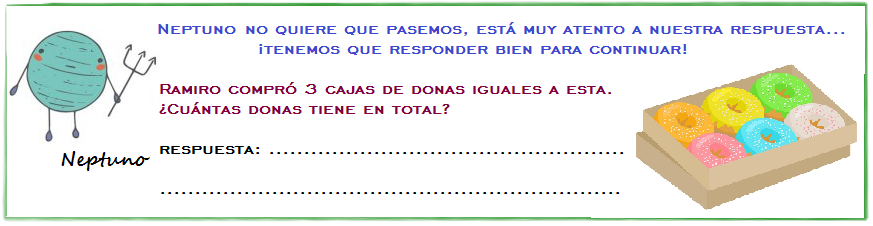 Neptuno no quiere que pasemos, está muy atento a nuestra respuesta...
¡tenemos que responder bien para continuar!
Ramiro compró 3 cajas de donas iguales a esta.
¿Cuántas donas tiene en total?
respuesta: ...................................................
..................................................................
Neptuno